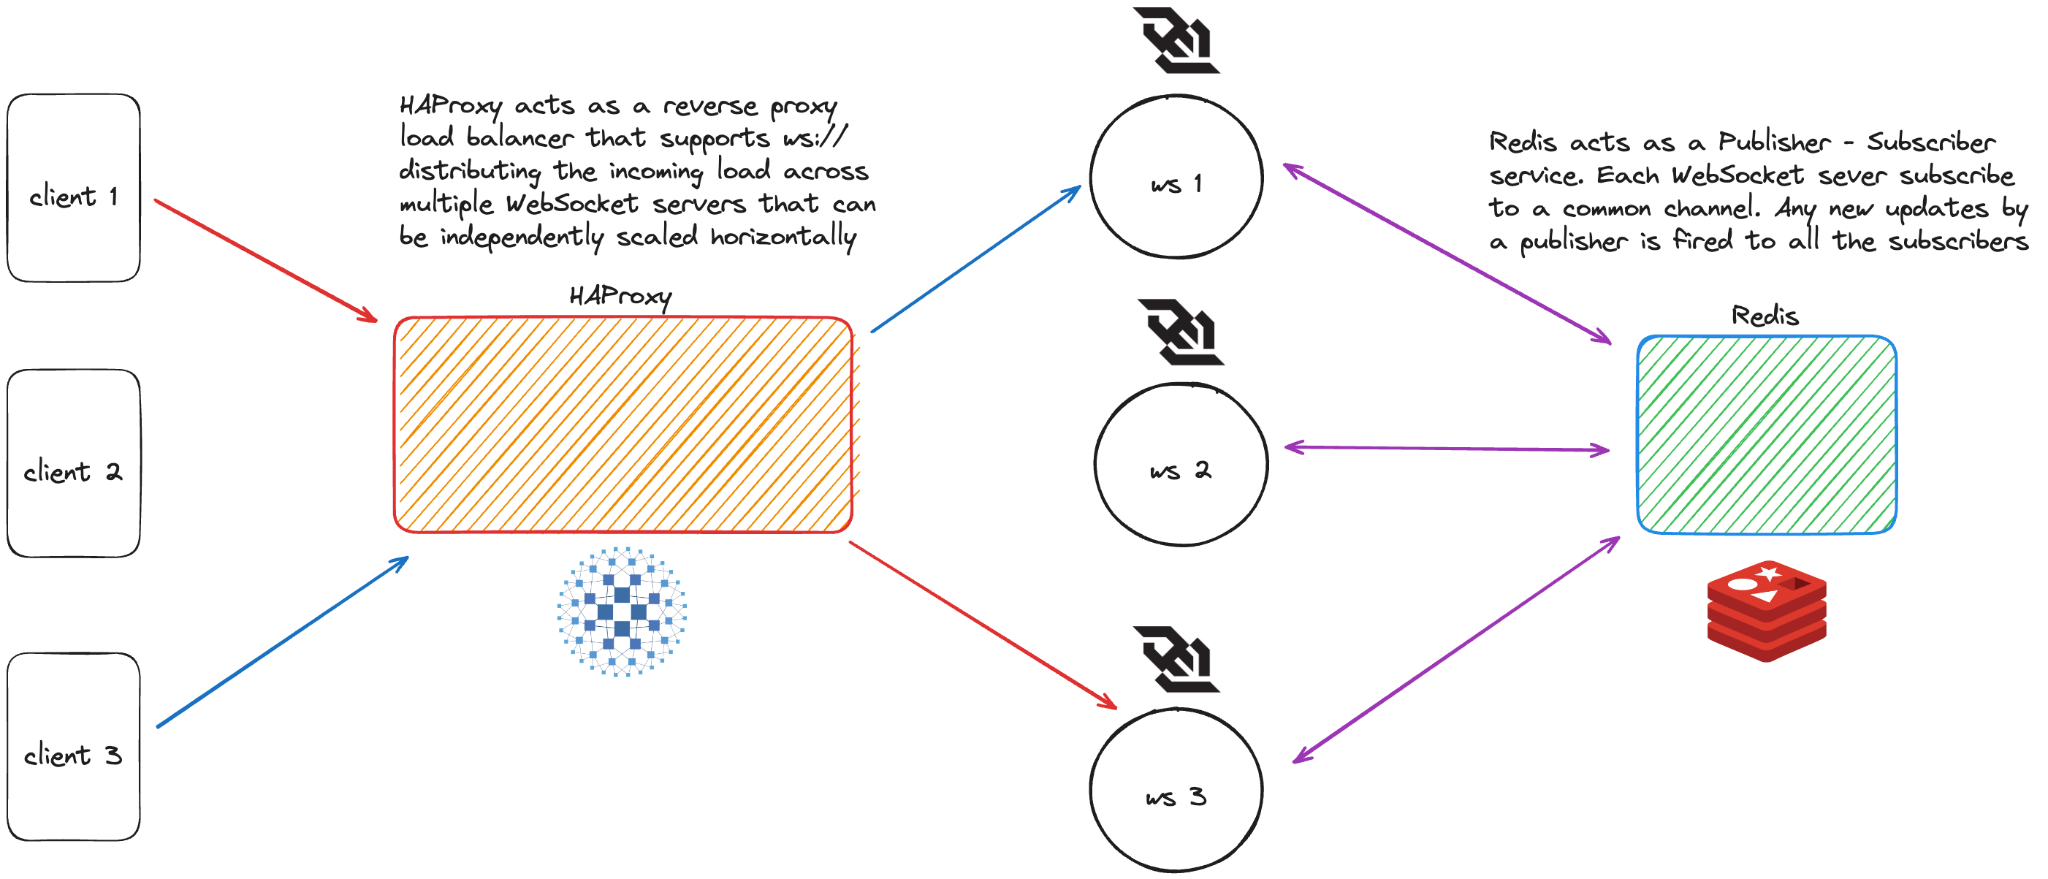 HAProxy acts as a reverse proxy
load balancer that supports ws://
distributing the incoming load across
multiple WebSocket servers that can
be independently scaled horizontally
Redis acts as a Publisher - Subscriber
service. Each WebSocket sever subscribe
to a common channel. Any new updates by
a publisher is fired to all the subscribers
client 1
client 2
client 3
HAProxy
ws 1
ws 2
ws 3
Redis